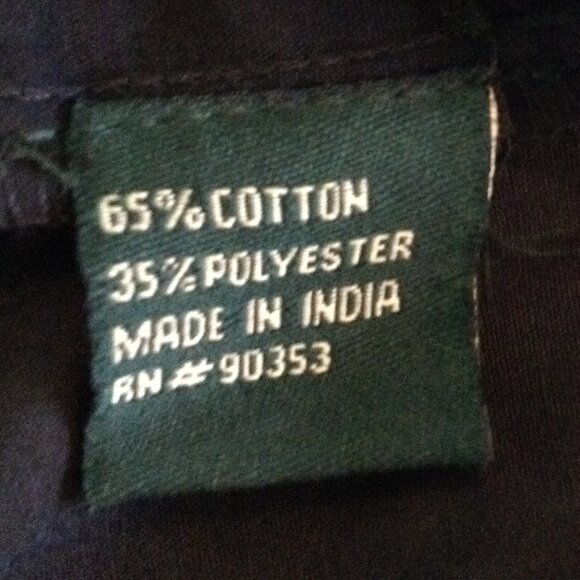 65% COTTON
35% POLYESTER
MADE IN INDIA
RN # 90353